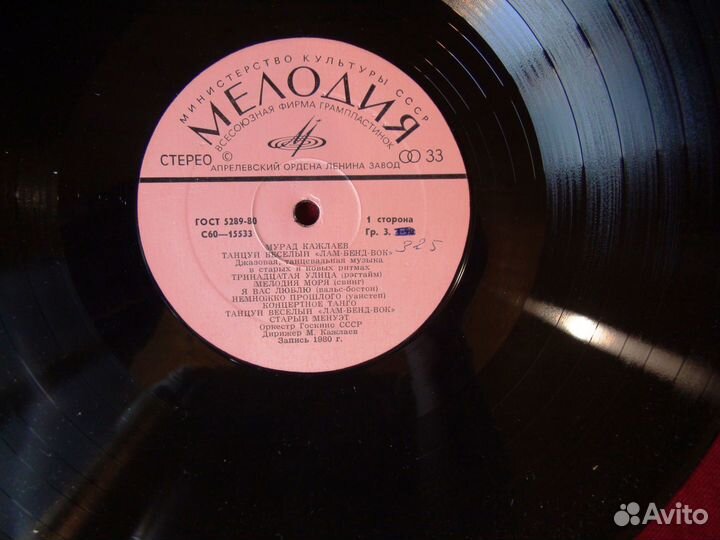 МИНИСТЕРСТВО КУЛЬТУРЫ СССР
МЕЛОДИЯ
ВСЕСОЮЗНАЯ ФИРМА ГРАМПЛАСТИНОК
СТЕРЕО ©
33
АПРЕЛЕВСКИЙ ОРДЕНА ЛЕНИНА ЗАВОД
ГОСТ 5289-80 1 сторона
С60—15533 Гр. 3.
325
МУРАД КАЖЛАЕВ
ТАНЦУЙ ВЕСЕЛЫЙ «ЛАМ-БЕНД-ВОК»
Джазовая, танцевальная музыка
в старых и новых ритмах
ТРИНАДЦАТАЯ УЛИЦА (рэгтайм)
МЕЛОДИЯ МОРЯ (свинг)
Я ВАС ЛЮБЛЮ (вальс-бостон)
НЕМНОЖКО ПРОШЛОГО (уанстеп)
КОНЦЕРТНОЕ ТАНГО
ТАНЦУЙ ВЕСЕЛЫЙ «ЛАМ-БЕНД-ВОК»
СТАРЫЙ МЕНУЭТ
Оркестр Госкино СССР
Дирижер М. Кажлаев
Запись 1980 г.
Avito